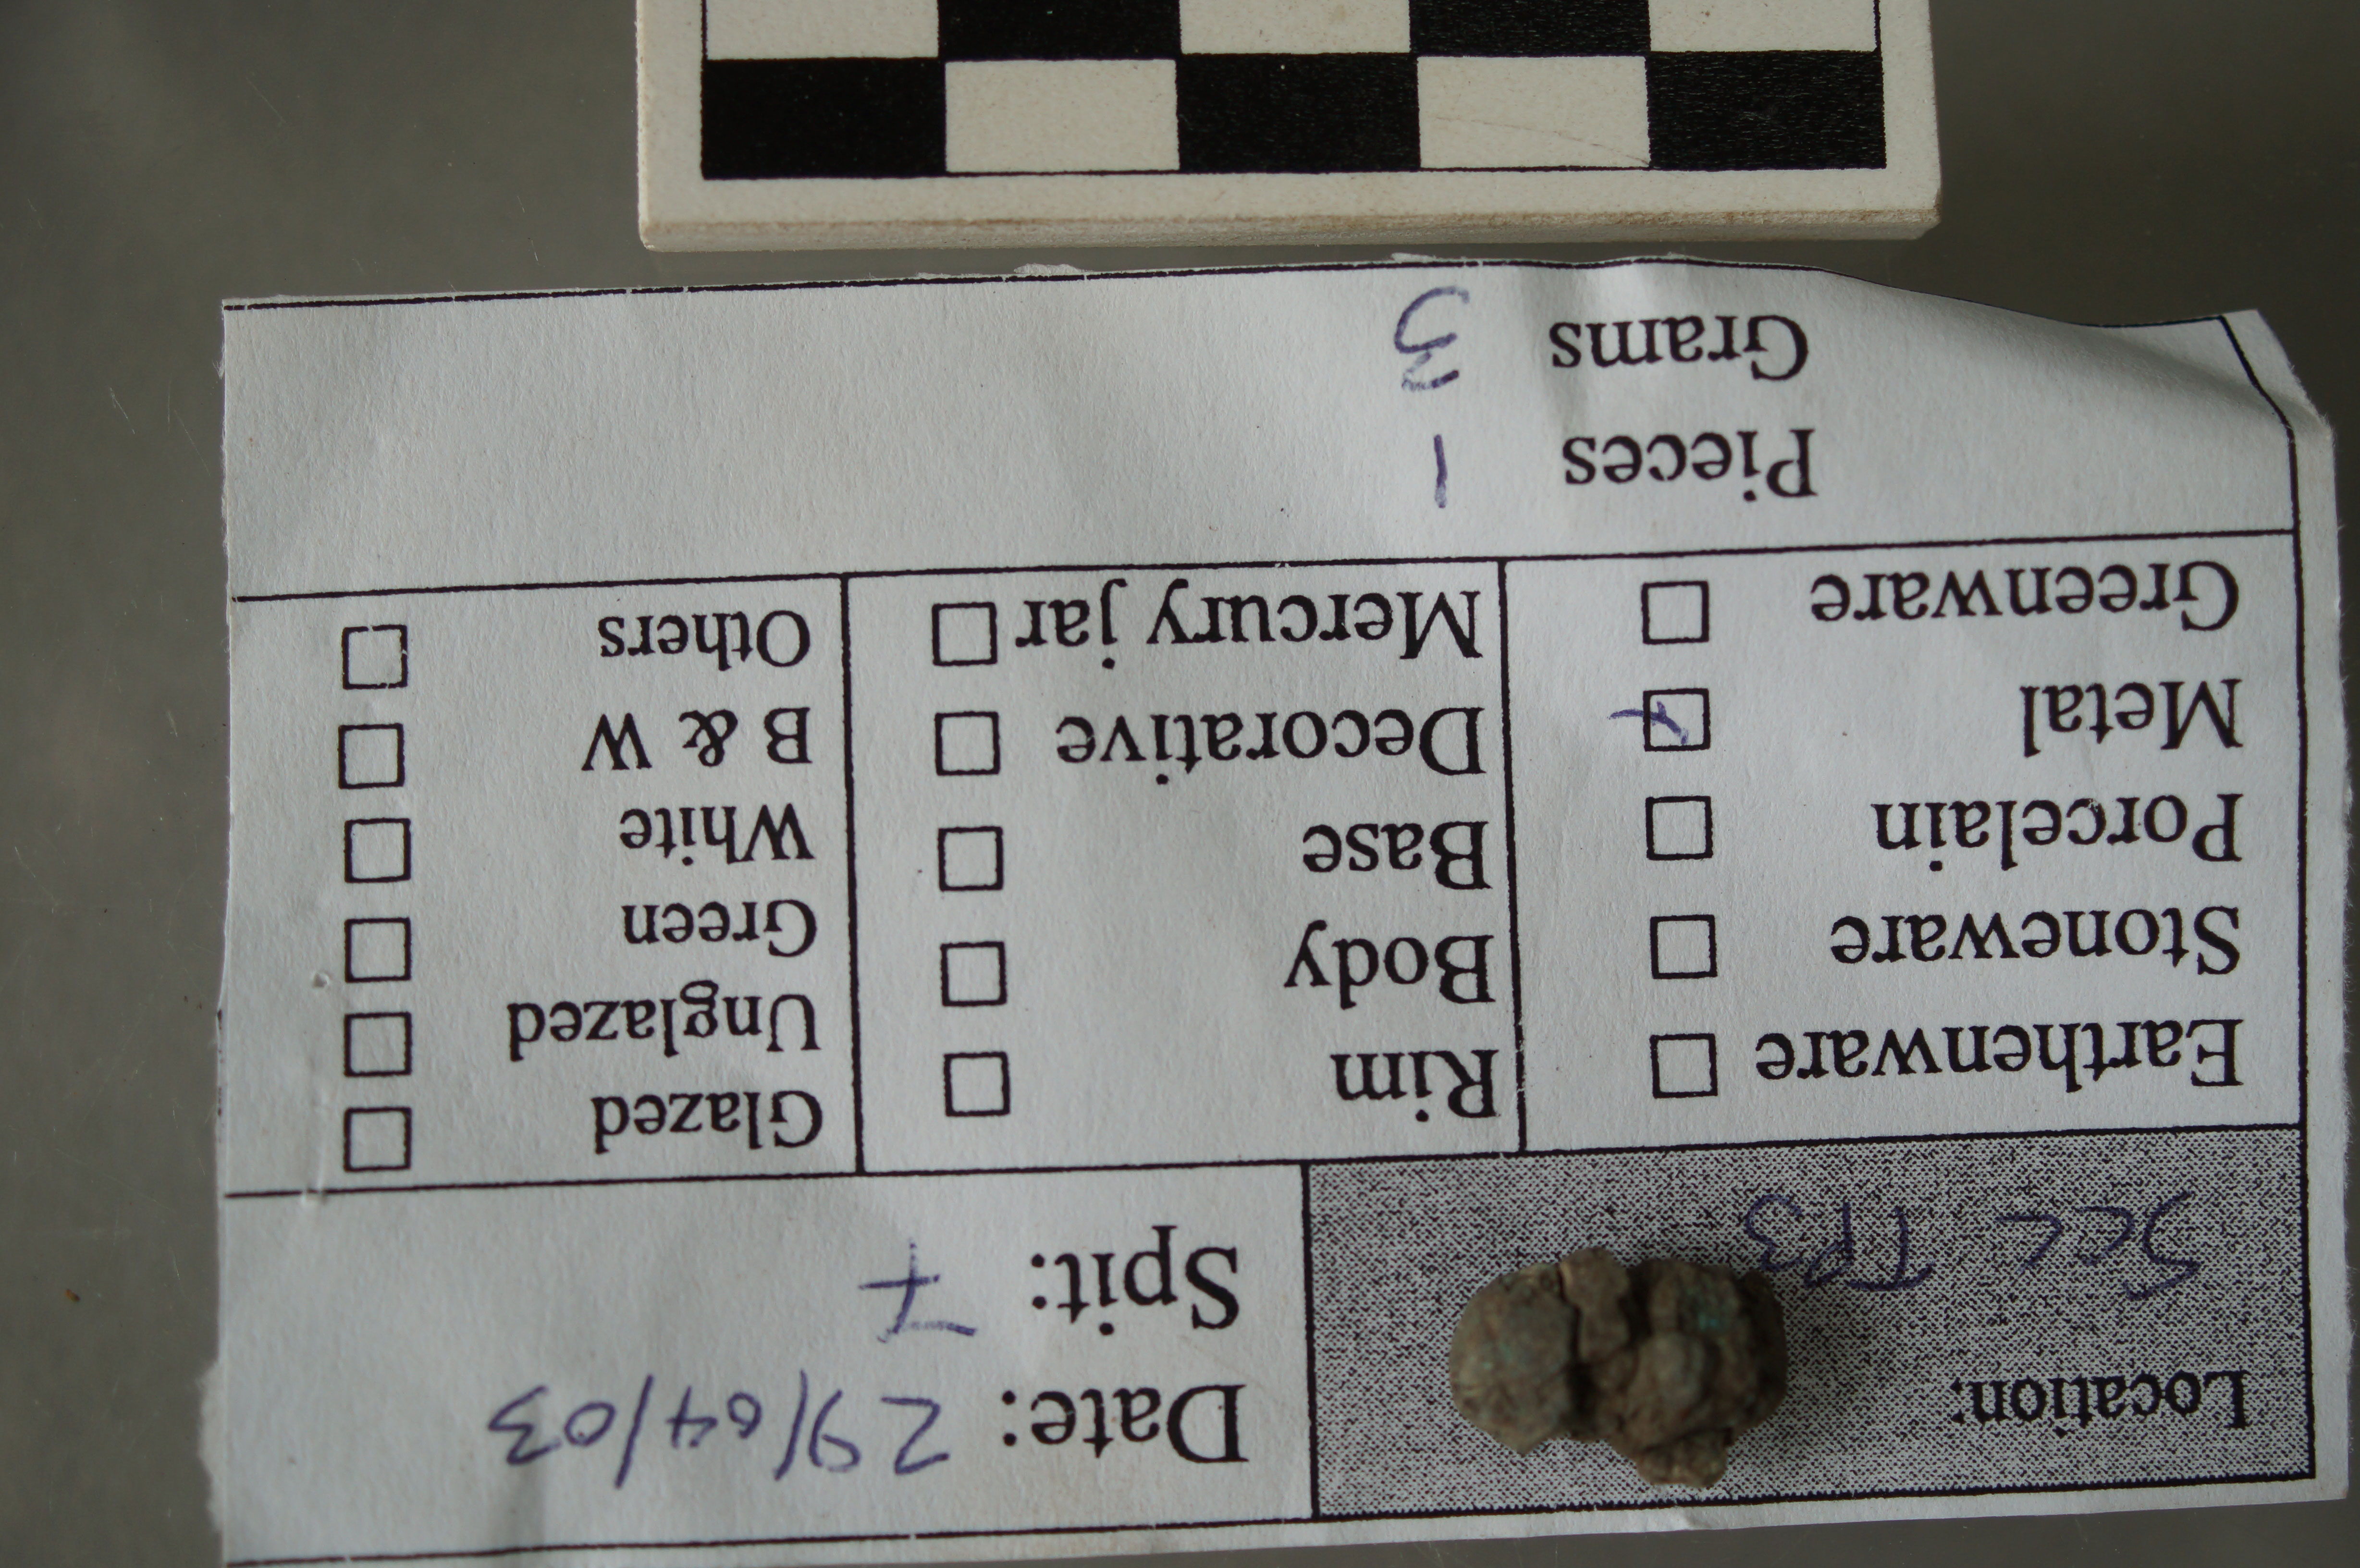 Location:
SCC TP3
Date: 29/04/03
Spit: 7
Earthenware
Stoneware
Porcelain
Metal
Greenware
Rim
Body
Base
Decorative
Mercury jar
Glazed
Unglazed
Green
White
B & W
Others
Pieces 1
Grams 3